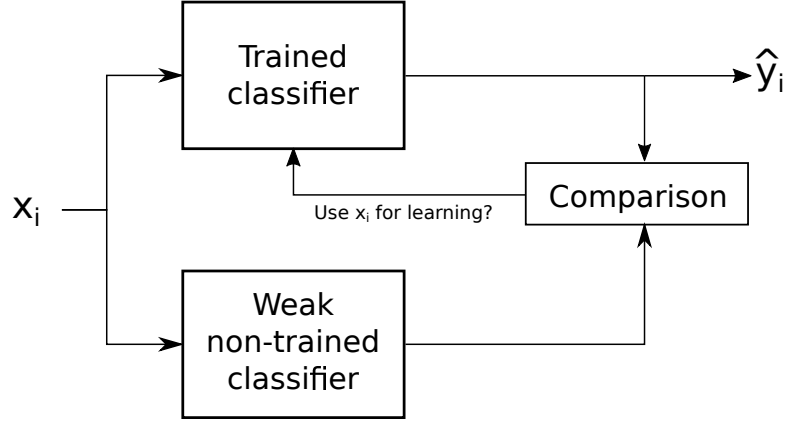 Trained
classifier
ŷᵢ
Comparison
Use xᵢ for learning?
xᵢ
Weak
non-trained
classifier